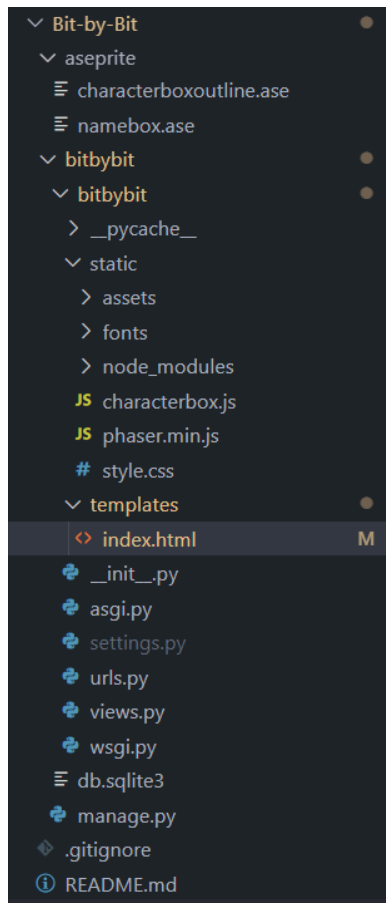 Bit-by-Bit
aseprite
characterboxoutline.ase
namebox.ase
bitbybit
bitbybit
__pycache__
static
assets
fonts
node_modules
JS characterbox.js
JS phaser.min.js
# style.css
templates
<> index.html M
__init__.py
asgi.py
settings.py
urls.py
views.py
wsgi.py
db.sqlite3
manage.py
.gitignore
README.md